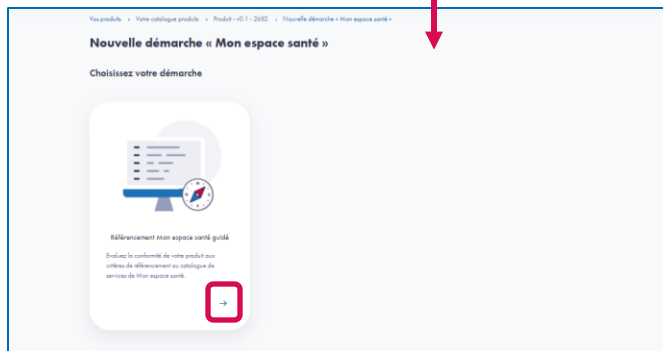 Vos produits › Votre catalogue produits › Produit - v0.1 - 2682 › Nouvelle démarche « Mon espace santé »
Nouvelle démarche « Mon espace santé »
Choisissez votre démarche
Référencement Mon espace santé guidé
Evaluez la conformité de votre produit aux
critères de référencement au catalogue de
services de Mon espace santé.